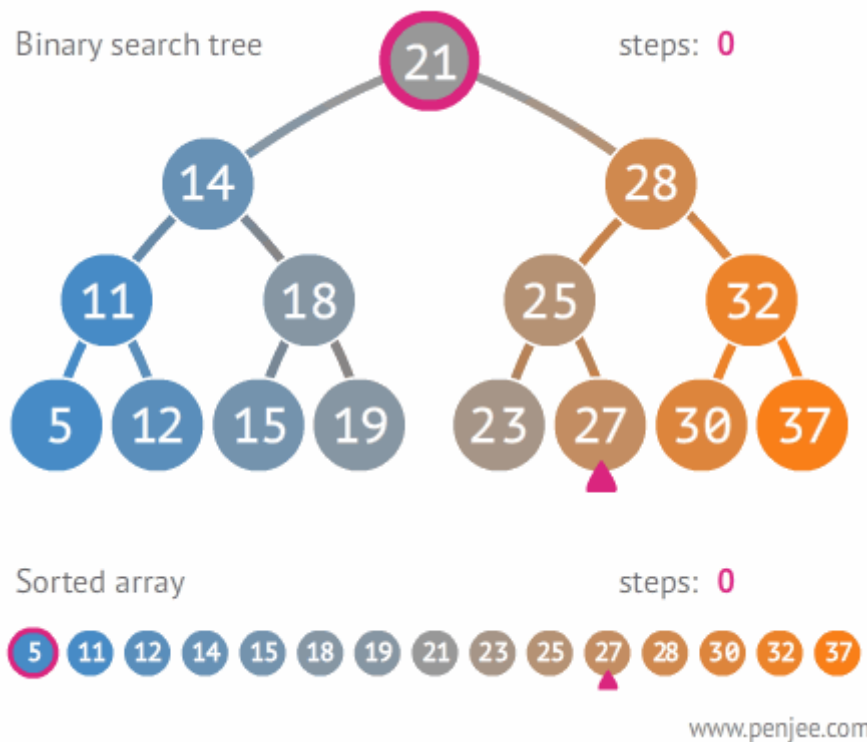 Binary search tree steps: 0
21
14 28
11 18 25 32
5 12 15 19 23 27 30 37
Sorted array steps: 0
5 11 12 14 15 18 19 21 23 25 27 28 30 32 37
www.penjee.com